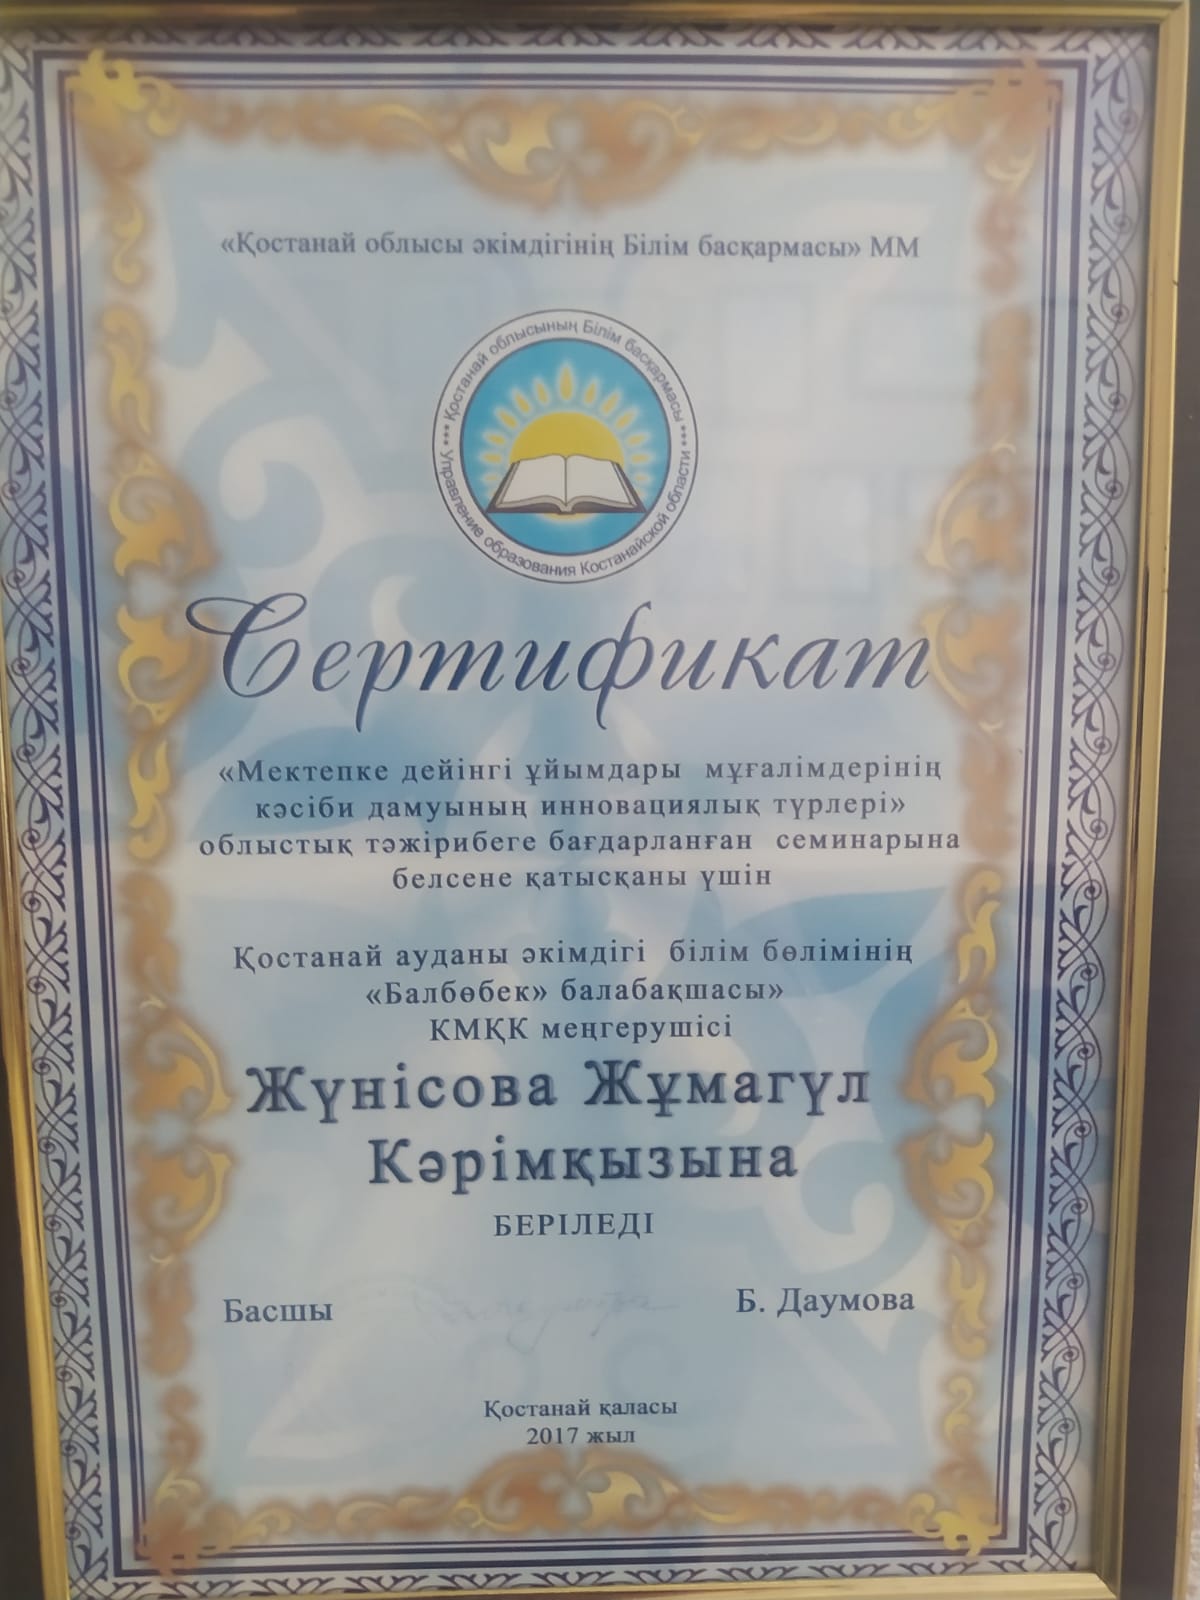 «Қостанай облысы әкімдігінің Білім басқармасы» ММ
*** Қостанай облысының Білім басқармасы ***
Управление образования Костанайской области
Сертификат
«Мектепке дейінгі ұйымдары мұғалімдерінің
кәсіби дамуының инновациялық түрлері»
облыстық тәжірибеге бағдарланған семинарына
белсене қатысқаны үшін
Қостанай ауданы әкімдігі білім бөлімінің
«Балбөбек» балабақшасы»
КМҚК меңгерушісі
Жүнісова Жұмагүл
Кәрімқызына
БЕРІЛЕДІ
Басшы
Б. Даумова
Қостанай қаласы
2017 жыл